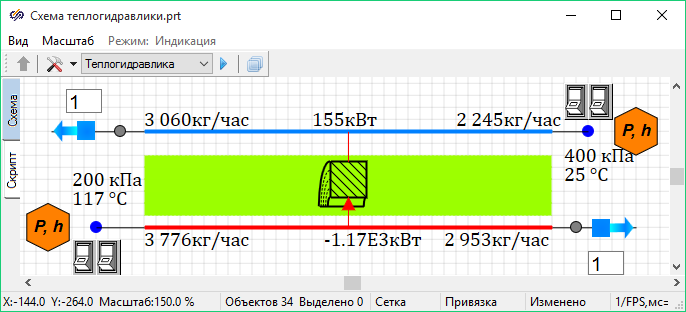 Схема теплогидравлики.prt
Вид Масштаб Режим: Индикация
Теплогидравлика
Схема
Скрипт
1
3 060кг/час 155кВт 2 245кг/час
P, h
400 кПа
25 °C
200 кПа
117 °C
P, h
3 776кг/час -1.17E3кВт 2 953кг/час
1
X:-144.0 Y:-264.0 Масштаб:150.0 % Объектов 34 Выделено 0 Сетка Привязка Изменено 1/FPS,мс=